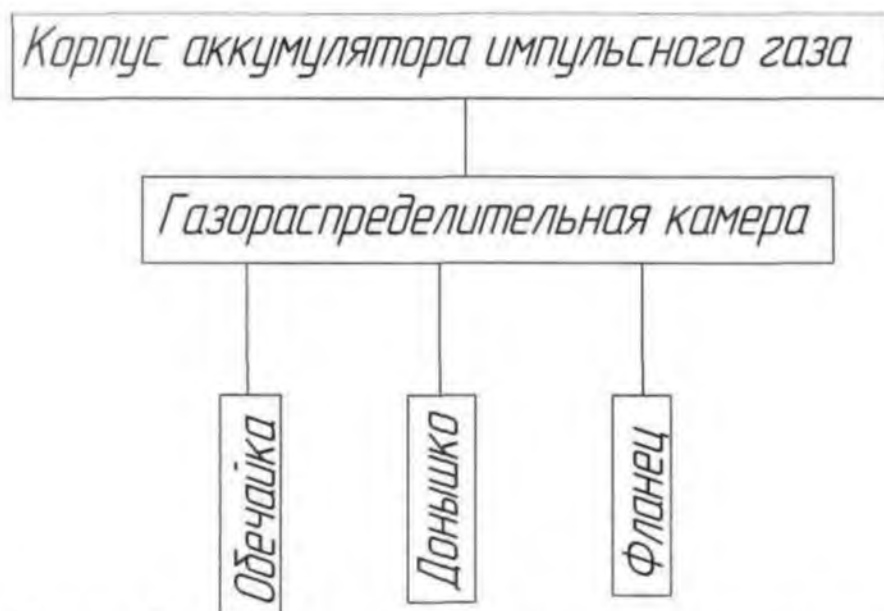 Корпус аккумулятора импульсного газа
Газораспределительная камера
Обечайка
Донышко
Фланец